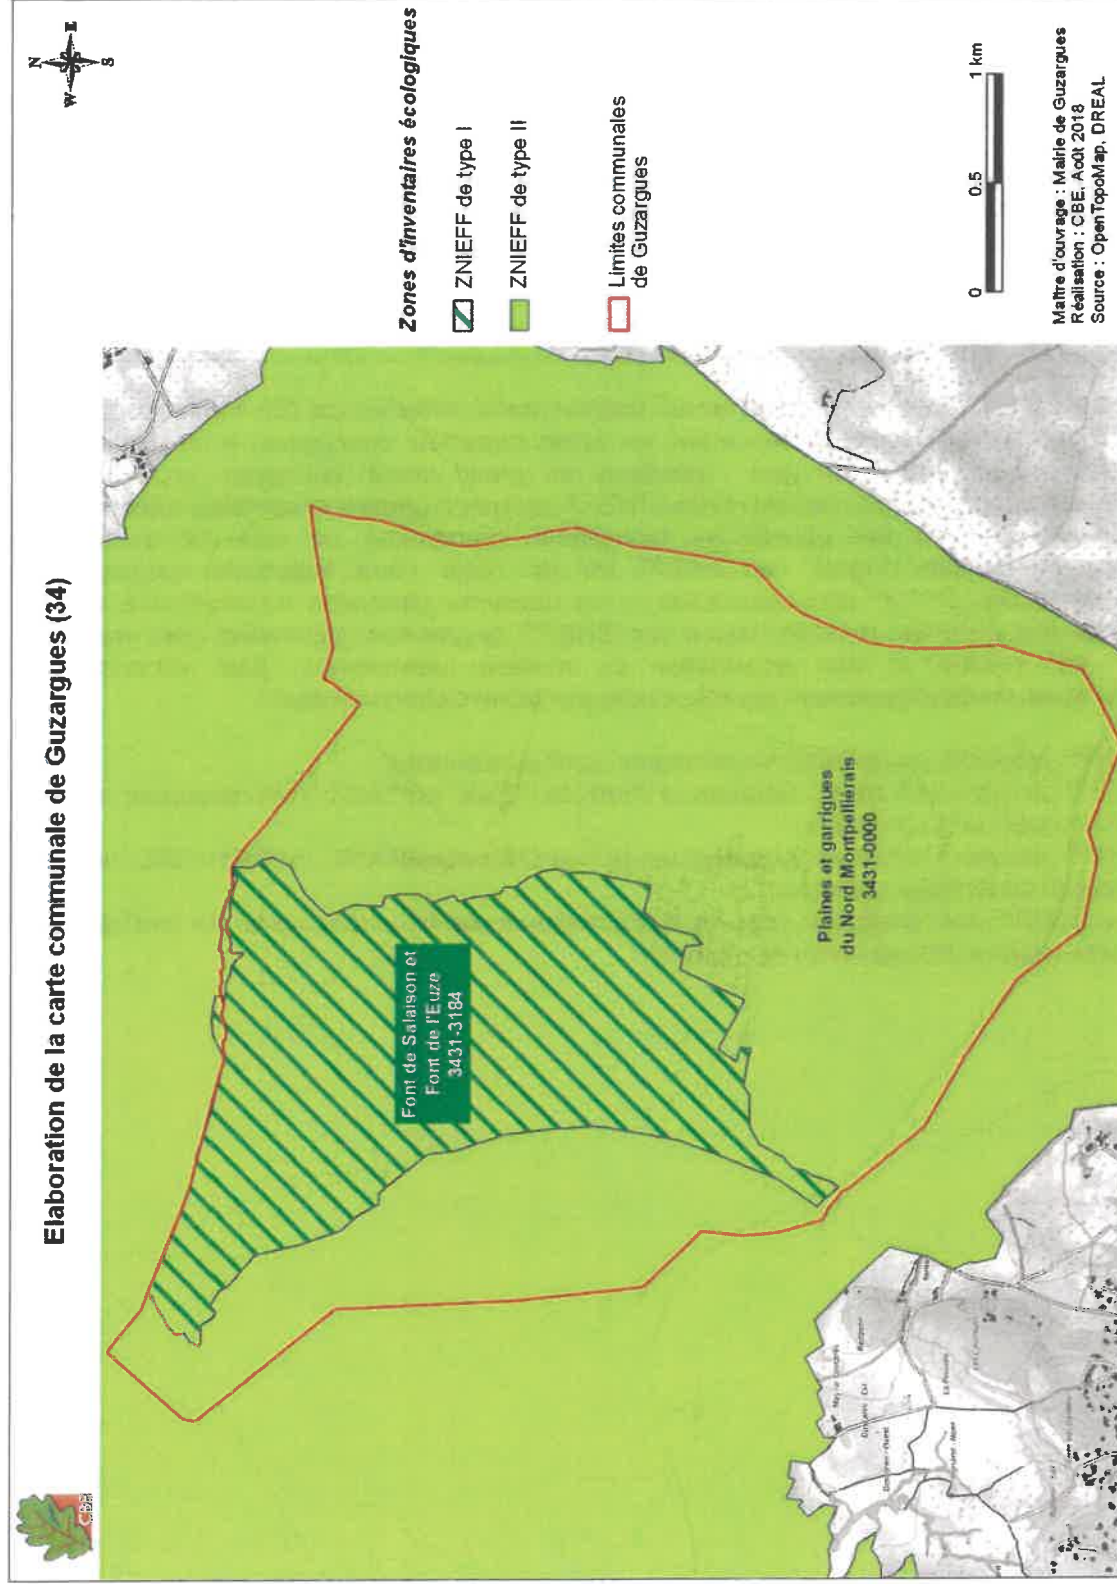 Elaboration de la carte communale de Guzargues (34)
CBE
N
W
E
S
Zones d'inventaires écologiques
ZNIEFF de type I
ZNIEFF de type II
Limites communales
de Guzargues
0
0.5
1 km
Maître d'ouvrage : Mairie de Guzargues
Réalisation : CBE, Août 2018
Source : OpenTopoMap, DREAL
Font de Salaison et
Font de l'Euze
3431-3184
Plaines et garrigues
du Nord Montpelliérais
3431-0000